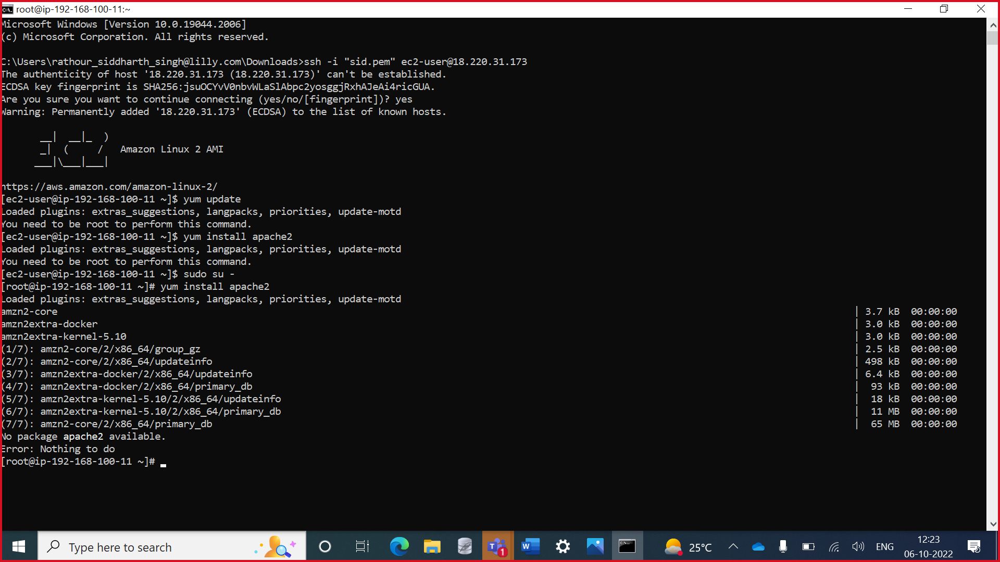 root@ip-192-168-100-11:~
Microsoft Windows [Version 10.0.19044.2006]
(c) Microsoft Corporation. All rights reserved.
C:\Users\rathour_siddharth_singh@lilly.com\Downloads>ssh -i "sid.pem" ec2-user@18.220.31.173
The authenticity of host '18.220.31.173 (18.220.31.173)' can't be established.
ECDSA key fingerprint is SHA256:jsuOCYvV0nbvWLaSlAbpc2yosggjRxhAJeAi4ricGUA.
Are you sure you want to continue connecting (yes/no/[fingerprint])? yes
Warning: Permanently added '18.220.31.173' (ECDSA) to the list of known hosts.
__|  __|_  )
_|  (     /   Amazon Linux 2 AMI
___|\___|___|
https://aws.amazon.com/amazon-linux-2/
[ec2-user@ip-192-168-100-11 ~]$ yum update
Loaded plugins: extras_suggestions, langpacks, priorities, update-motd
You need to be root to perform this command.
[ec2-user@ip-192-168-100-11 ~]$ yum install apache2
Loaded plugins: extras_suggestions, langpacks, priorities, update-motd
You need to be root to perform this command.
[ec2-user@ip-192-168-100-11 ~]$ sudo su -
[root@ip-192-168-100-11 ~]# yum install apache2
Loaded plugins: extras_suggestions, langpacks, priorities, update-motd
amzn2-core | 3.7 kB 00:00:00
amzn2extra-docker | 3.0 kB 00:00:00
amzn2extra-kernel-5.10 | 3.0 kB 00:00:00
(1/7): amzn2-core/2/x86_64/group_gz | 2.5 kB 00:00:00
(2/7): amzn2-core/2/x86_64/updateinfo | 498 kB 00:00:00
(3/7): amzn2extra-docker/2/x86_64/updateinfo | 6.4 kB 00:00:00
(4/7): amzn2extra-docker/2/x86_64/primary_db | 93 kB 00:00:00
(5/7): amzn2extra-kernel-5.10/2/x86_64/updateinfo | 18 kB 00:00:00
(6/7): amzn2extra-kernel-5.10/2/x86_64/primary_db | 11 MB 00:00:00
(7/7): amzn2-core/2/x86_64/primary_db | 65 MB 00:00:00
No package apache2 available.
Error: Nothing to do
[root@ip-192-168-100-11 ~]#
Type here to search
1
25°C
ENG
12:23
06-10-2022